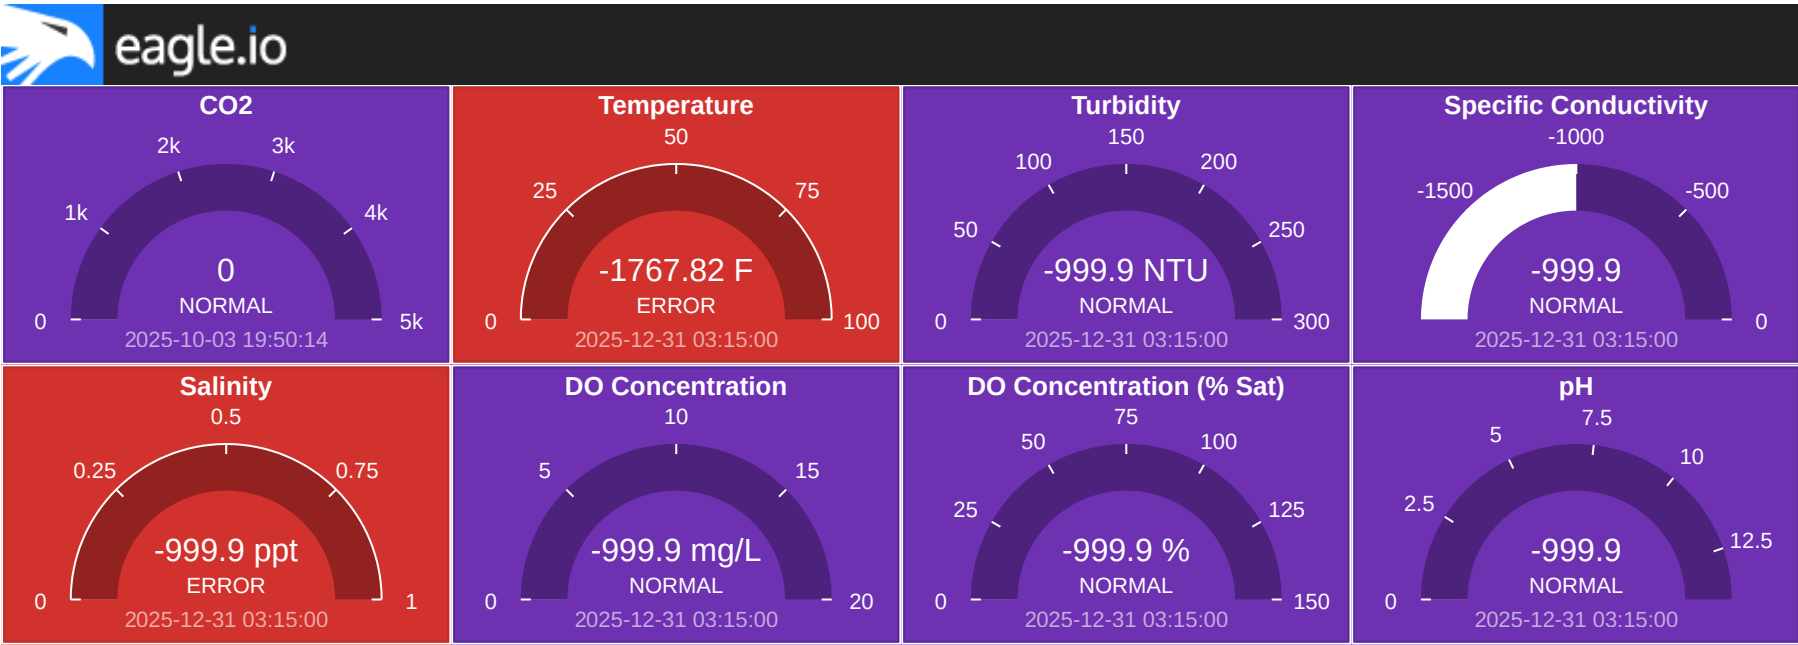 eagle.io
CO2
2k
3k
1k
4k
0
NORMAL
0
5k
2025-10-03 19:50:14
Temperature
50
25
75
-1767.82 F
ERROR
0
100
2025-12-31 03:15:00
Turbidity
150
100
200
50
250
-999.9 NTU
NORMAL
0
300
2025-12-31 03:15:00
Specific Conductivity
-1000
-1500
-500
-999.9
NORMAL
0
2025-12-31 03:15:00
Salinity
0.5
0.25
0.75
-999.9 ppt
ERROR
0
1
2025-12-31 03:15:00
DO Concentration
10
5
15
-999.9 mg/L
NORMAL
0
20
2025-12-31 03:15:00
DO Concentration (% Sat)
75
50
100
25
125
-999.9 %
NORMAL
0
150
2025-12-31 03:15:00
pH
7.5
5
10
2.5
12.5
-999.9
NORMAL
0
2025-12-31 03:15:00